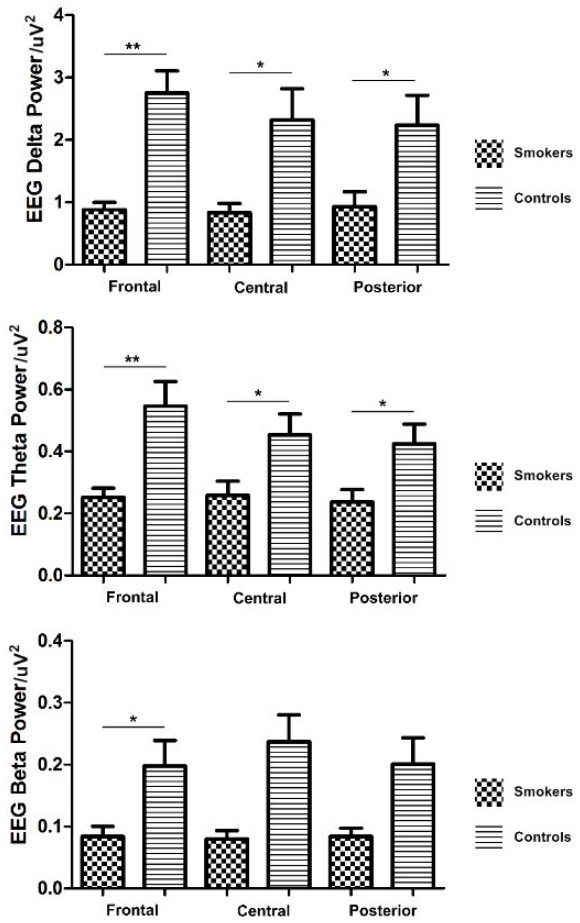 EEG Delta Power/uV²
4
3
2
1
0
**
*
*
Frontal
Central
Posterior
Smokers
Controls
EEG Theta Power/uV²
0.8
0.6
0.4
0.2
0.0
**
*
*
Frontal
Central
Posterior
Smokers
Controls
EEG Beta Power/uV²
0.4
0.3
0.2
0.1
0.0
*
Frontal
Central
Posterior
Smokers
Controls